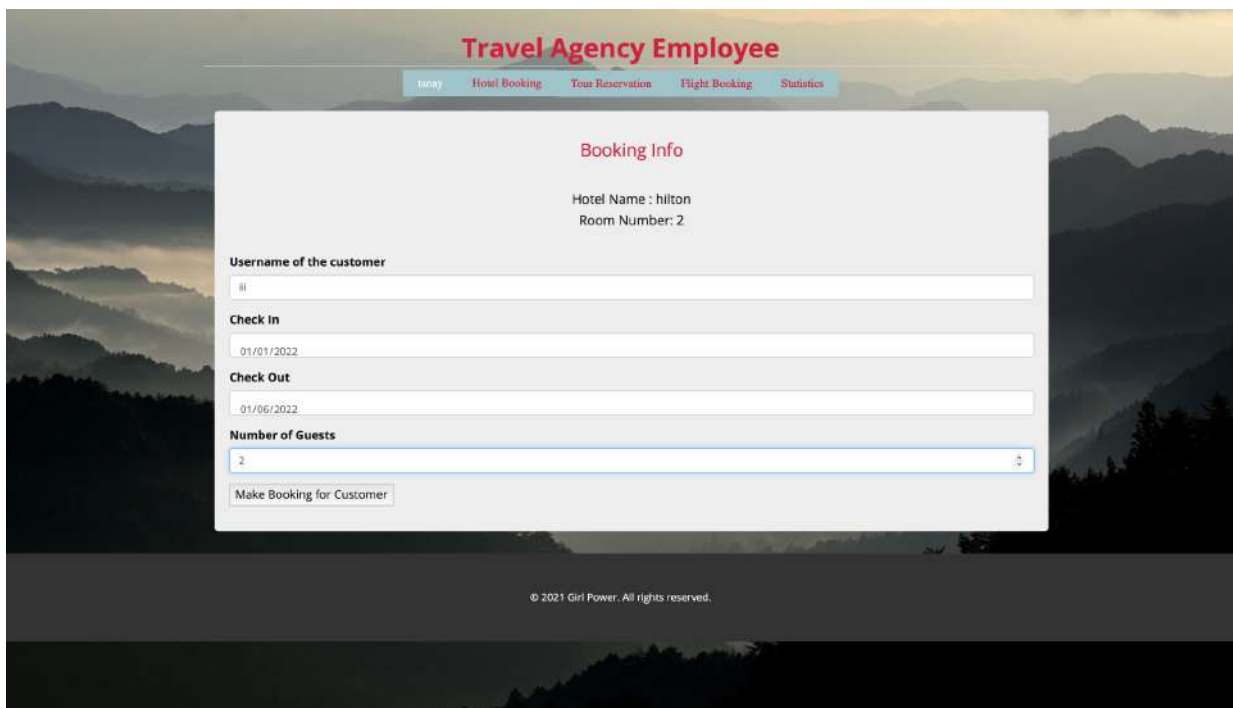 Travel Agency Employee
tanay Hotel Booking Tour Reservation Flight Booking Statistics
Booking Info
Hotel Name : hilton
Room Number: 2
Username of the customer
Check In
01/01/2022
Check Out
01/06/2022
Number of Guests
2
Make Booking for Customer
© 2021 Girl Power. All rights reserved.